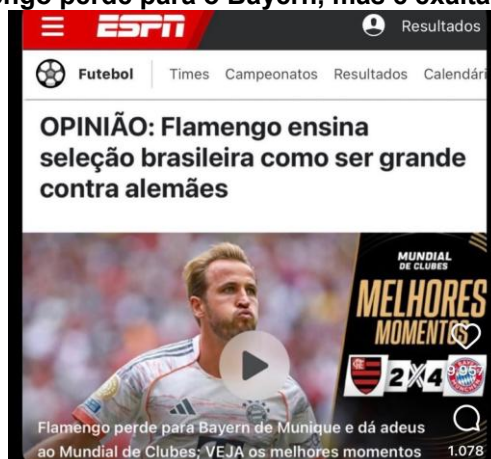 ngo perde para o Bayern, mas é exalta
ESPN
Resultados
Futebol Times Campeonatos Resultados Calendári
OPINIÃO: Flamengo ensina
seleção brasileira como ser grande
contra alemães
MUNDIAL
DE CLUBES
MELHORES
MOMENTOS
2X4
9.957
Flamengo perde para Bayern de Munique e dá adeus
ao Mundial de Clubes; VEJA os melhores momentos
1.078